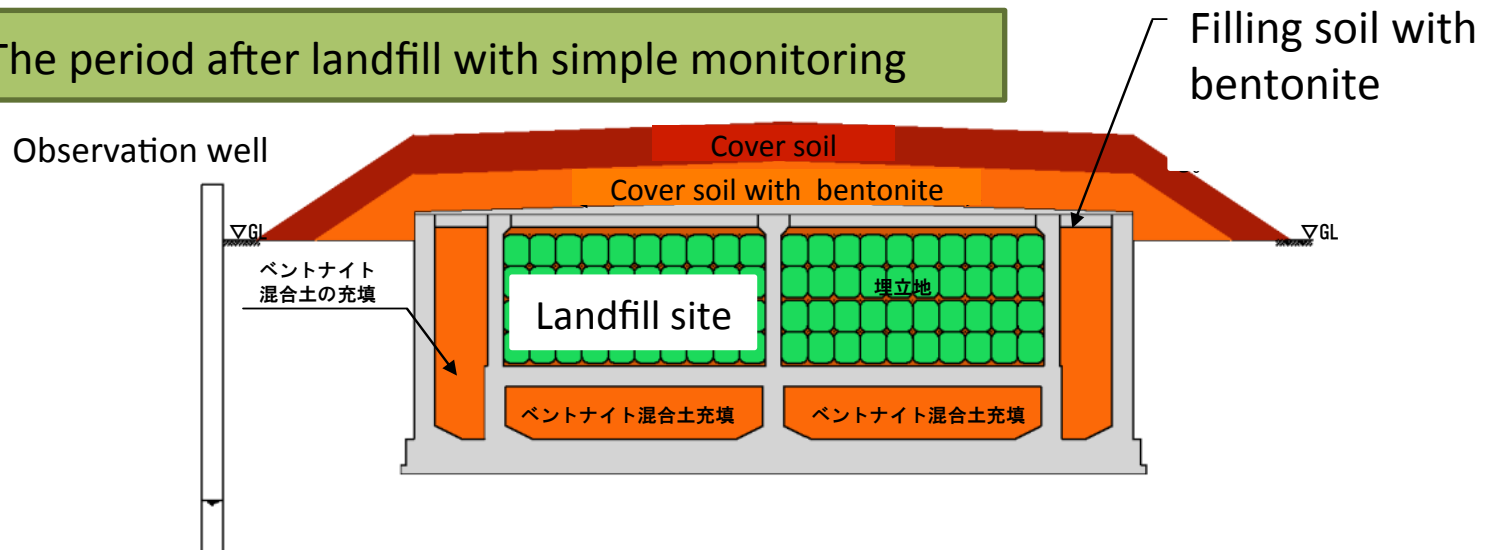 The period after landfill with simple monitoring
Filling soil with
bentonite
Observation well
Cover soil
Cover soil with bentonite
▽GL
▽GL
ベントナイト
混合土の充填
埋立地
Landfill site
ベントナイト混合土充填
ベントナイト混合土充填